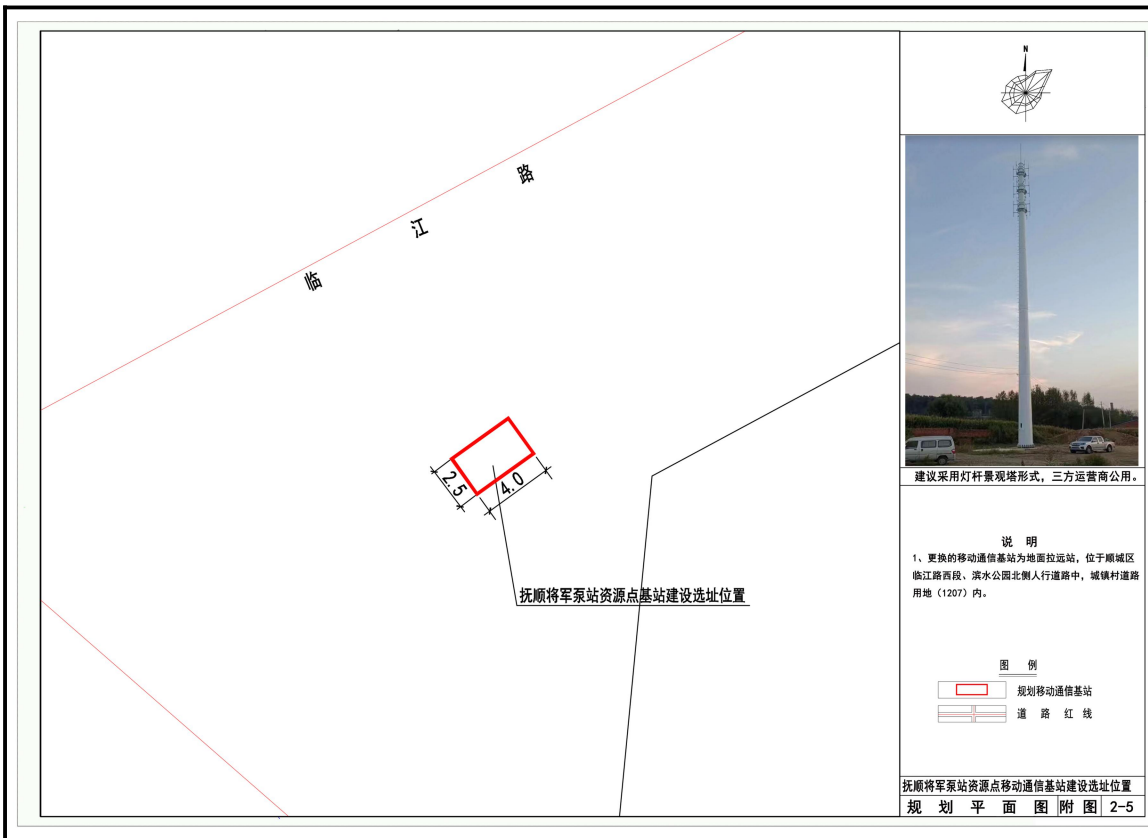 N
临江路
2.5
4.0
抚顺将军泵站资源点基站建设选址位置
建议采用灯杆景观塔形式，三方运营商公用。
说 明
1、更换的移动通信基站为地面拉远站，位于顺城区
临江路西段、滨水公园北侧人行道路中，城镇村道路
用地（1207）内。
图 例
规划移动通信基站
道 路 红 线
抚顺将军泵站资源点移动通信基站建设选址位置
规 划 平 面 图 附 图 2-5